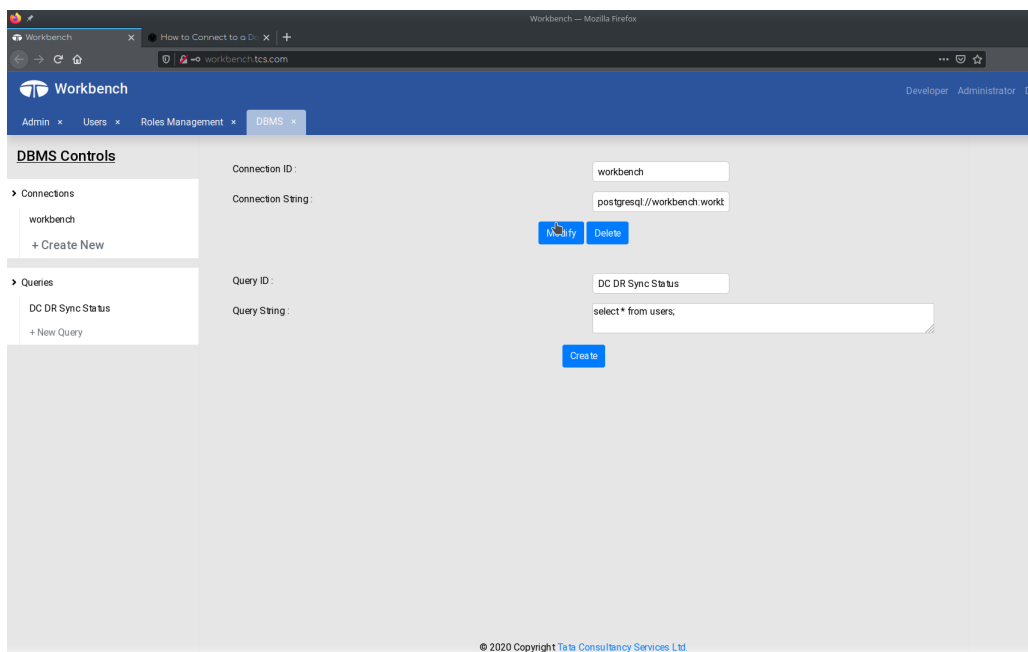 Workbench — Mozilla Firefox
Workbench
How to Connect to a
workbench.tcs.com
Workbench
Developer Administrator
Admin × Users × Roles Management × DBMS ×
DBMS Controls
Connections
workbench
+ Create New
Queries
DC DR Sync Status
+ New Query
Connection ID : workbench
Connection String : postgresql://workbench:workb
Modify Delete
Query ID : DC DR Sync Status
Query String : select * from users;
Create
© 2020 Copyright Tata Consultancy Services Ltd.